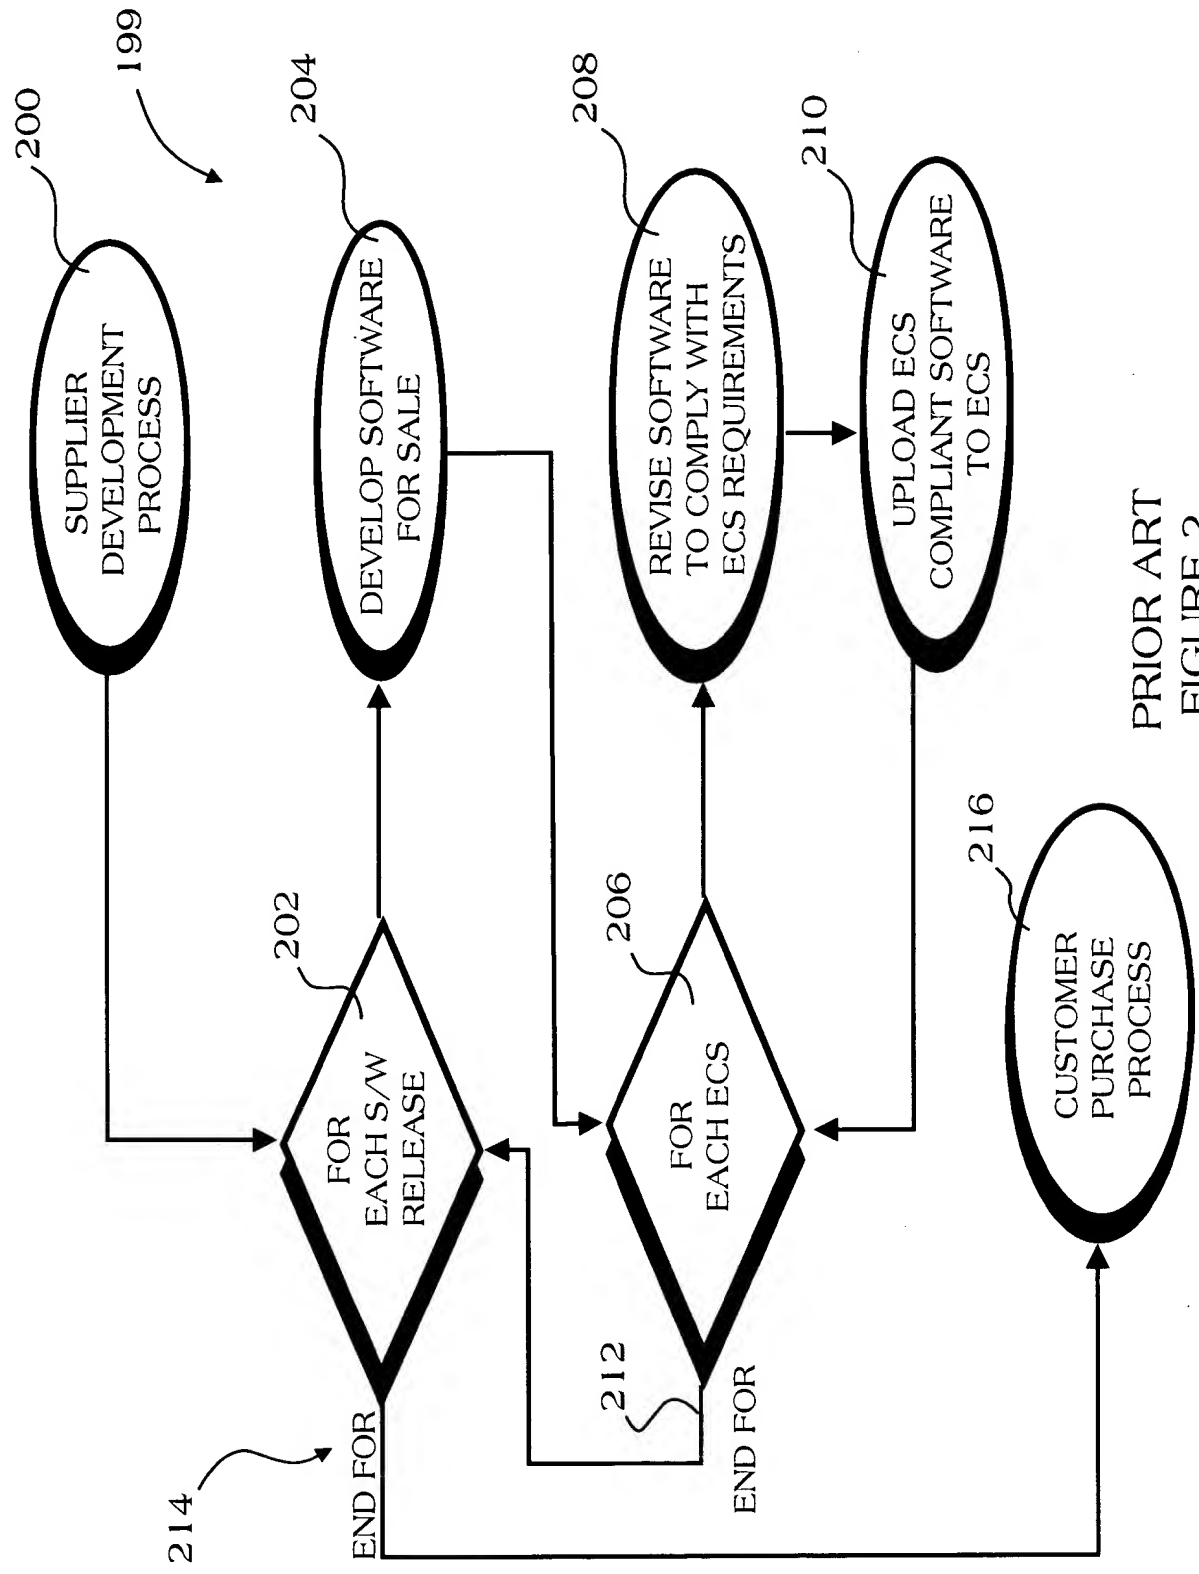 200
SUPPLIER
DEVELOPMENT
PROCESS
199
214
END FOR
202
FOR
EACH S/W
RELEASE
204
DEVELOP SOFTWARE
FOR SALE
212
END FOR
206
FOR
EACH ECS
208
REVISE SOFTWARE
TO COMPLY WITH
ECS REQUIREMENTS
210
UPLOAD ECS
COMPLIANT SOFTWARE
TO ECS
216
CUSTOMER
PURCHASE
PROCESS
PRIOR ART
FIGURE 2